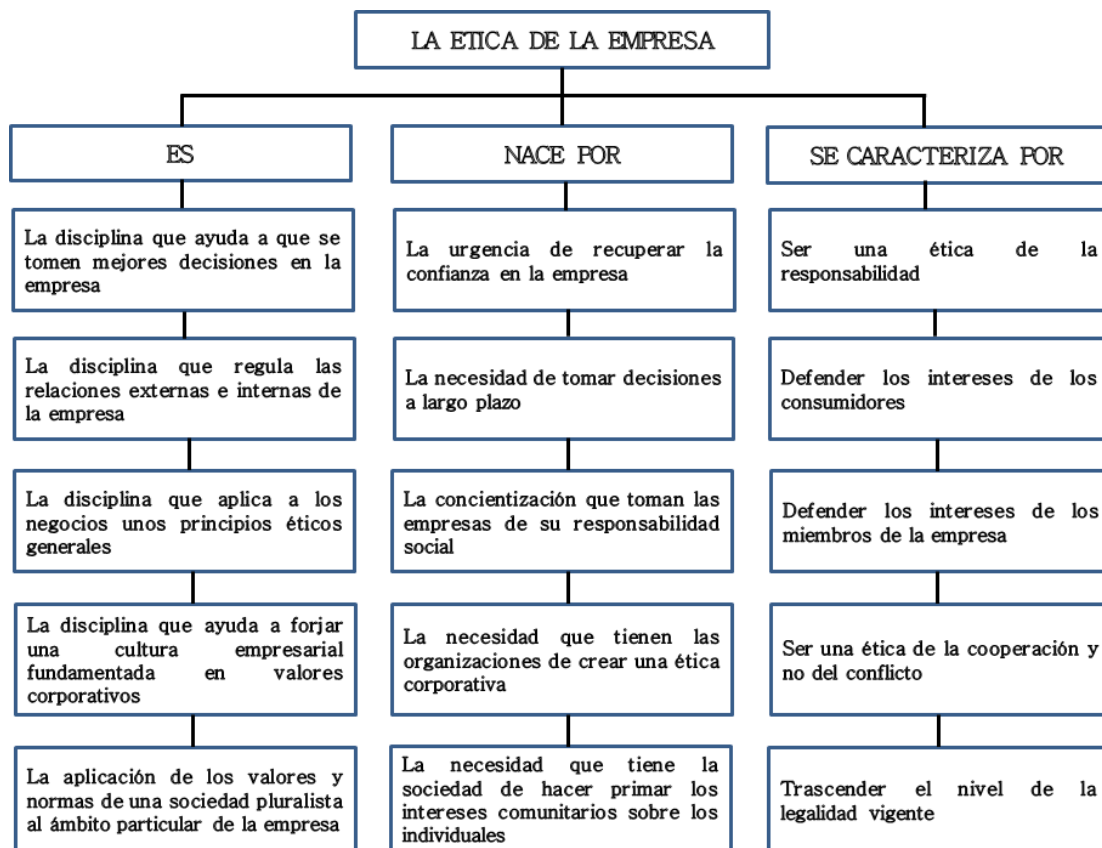 LA ETICA DE LA EMPRESA
ES
La disciplina que ayuda a que se
tomen mejores decisiones en la
empresa
La disciplina que regula las
relaciones externas e internas de
la empresa
La disciplina que aplica a los
negocios unos principios éticos
generales
La disciplina que ayuda a forjar
una cultura empresarial
fundamentada en valores
corporativos
La aplicación de los valores y
normas de una sociedad pluralista
al ámbito particular de la empresa
NACE POR
La urgencia de recuperar la
confianza en la empresa
La necesidad de tomar decisiones
a largo plazo
La concientización que toman las
empresas de su responsabilidad
social
La necesidad que tienen las
organizaciones de crear una ética
corporativa
La necesidad que tiene la
sociedad de hacer primar los
intereses comunitarios sobre los
individuales
SE CARACTERIZA POR
Ser una ética de la
responsabilidad
Defender los intereses de los
consumidores
Defender los intereses de los
miembros de la empresa
Ser una ética de la cooperación y
no del conflicto
Trascender el nivel de la
legalidad vigente